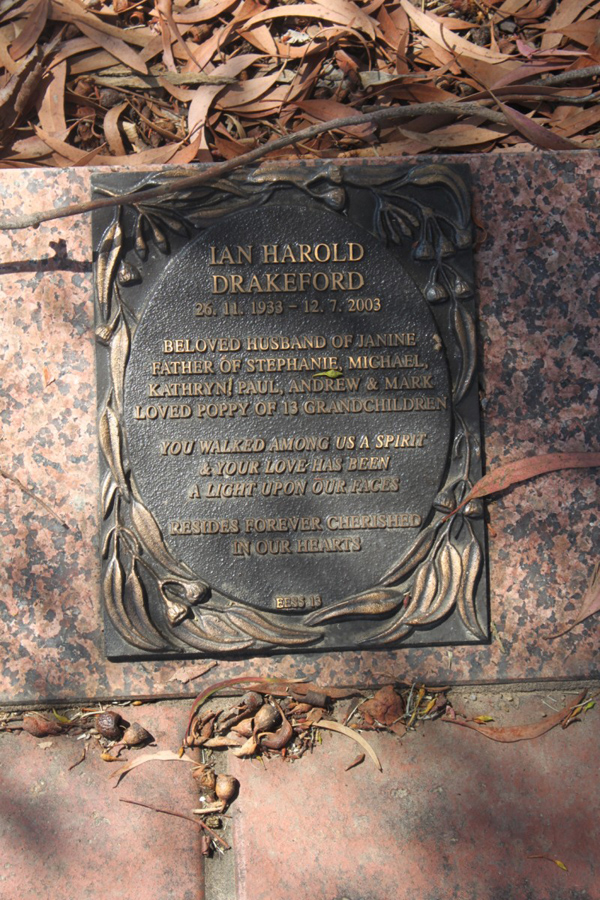 IAN HAROLD
DRAKEFORD
26. 11. 1933 – 12. 7. 2003
BELOVED HUSBAND OF JANINE
FATHER OF STEPHANIE, MICHAEL,
KATHRYN, PAUL, ANDREW & MARK
LOVED POPPY OF 13 GRANDCHILDREN
YOU WALKED AMONG US A SPIRIT
& YOUR LOVE HAS BEEN
A LIGHT UPON OUR FACES
RESIDES FOREVER CHERISHED
IN OUR HEARTS